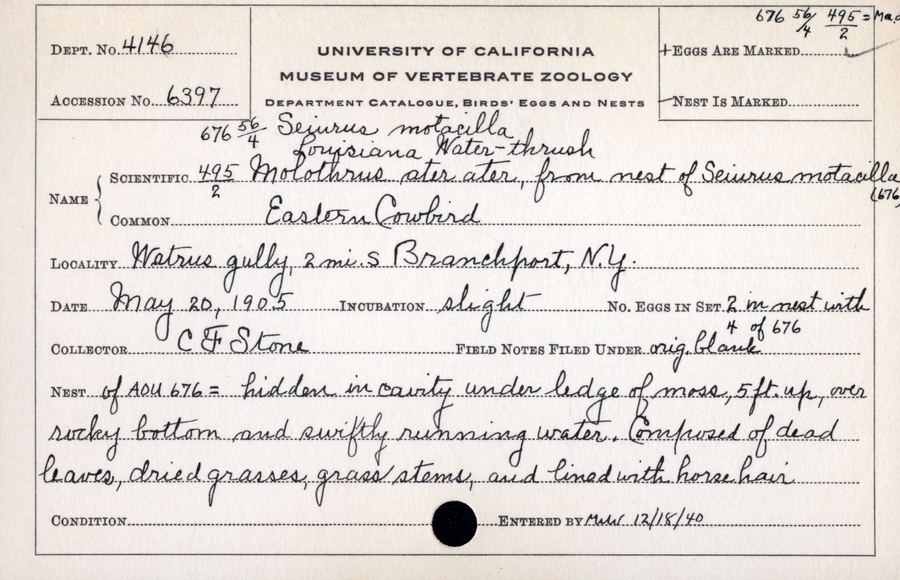 676 56/4 495/2 = Ma
DEPT. NO. 4146
UNIVERSITY OF CALIFORNIA
+EGGS ARE MARKED
MUSEUM OF VERTEBRATE ZOOLOGY
ACCESSION NO. 6397
DEPARTMENT CATALOGUE, BIRDS' EGGS AND NESTS
NEST IS MARKED
676 56/4 Seiurus motacilla
Louisiana Water-thrush
NAME
SCIENTIFIC 495/2 Molothrus ater ater, from nest of Seiurus motacilla
(676)
COMMON Eastern Cowbird
LOCALITY Watrus gully, 2 mi. S Branchport, N.Y.
DATE May 20, 1905 INCUBATION slight NO. EGGS IN SET 2 in nest with
4 of 676
COLLECTOR C F Stone FIELD NOTES FILED UNDER orig. blank
NEST of AOU 676 = hidden in cavity under ledge of moss, 5 ft. up, over
rocky bottom and swiftly running water. Composed of dead
leaves, dried grasses, grass stems, and lined with horse hair
CONDITION ENTERED BY 12/18/40